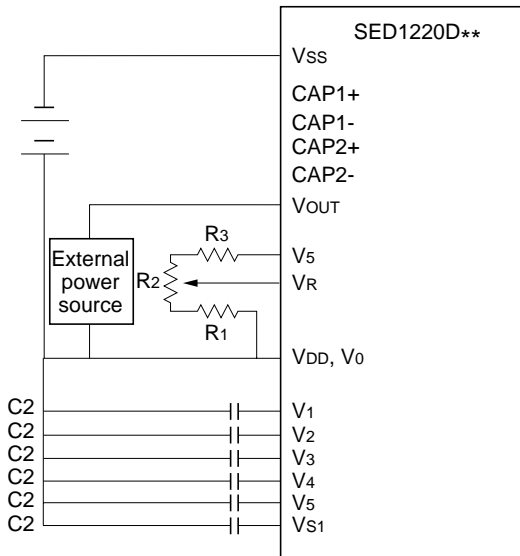 SED1220D**
VSS
CAP1+
CAP1-
CAP2+
CAP2-
VOUT
External
power
source
R3
V5
R2
VR
R1
VDD, V0
C2
V1
C2
V2
C2
V3
C2
V4
C2
V5
C2
VS1